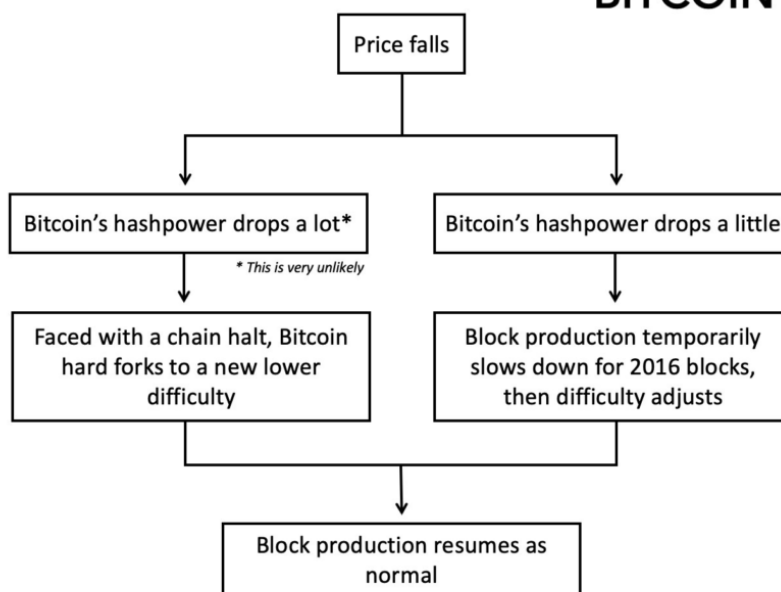 BITCOIN
Price falls
Bitcoin's hashpower drops a lot*
Bitcoin's hashpower drops a little
* This is very unlikely
Faced with a chain halt, Bitcoin
hard forks to a new lower
difficulty
Block production temporarily
slows down for 2016 blocks,
then difficulty adjusts
Block production resumes as
normal